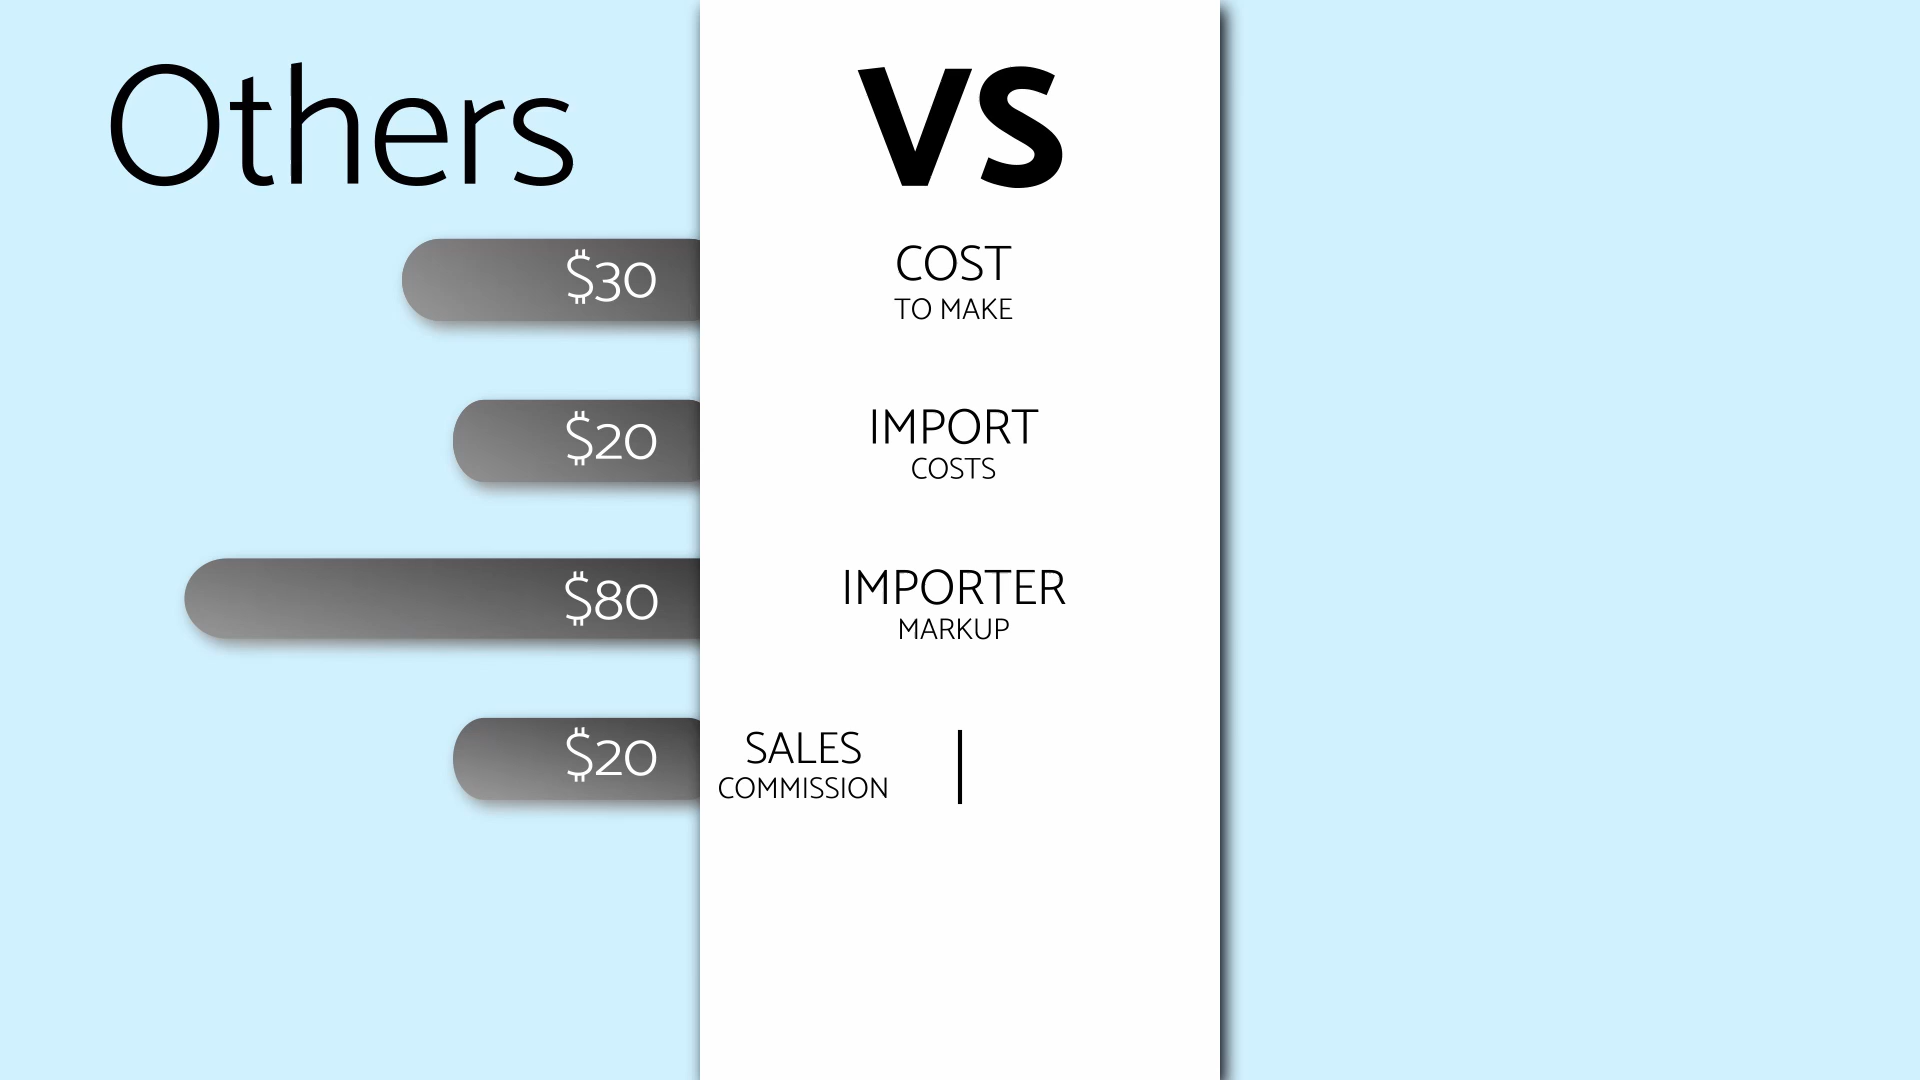 Others
VS
$30
COST
TO MAKE
$20
IMPORT
COSTS
$80
IMPORTER
MARKUP
$20
SALES
COMMISSION